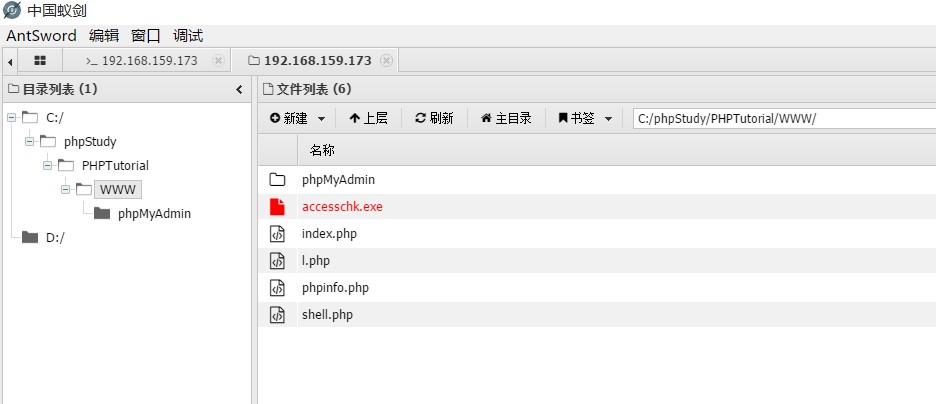 中国蚁剑
AntSword 编辑 窗口 调试
>_ 192.168.159.173 192.168.159.173
目录列表 (1)
C:/
phpStudy
PHPTutorial
WWW
phpMyAdmin
D:/
文件列表 (6)
新建 上层 刷新 主目录 书签 C:/phpStudy/PHPTutorial/WWW/
名称
phpMyAdmin
accesschk.exe
index.php
l.php
phpinfo.php
shell.php